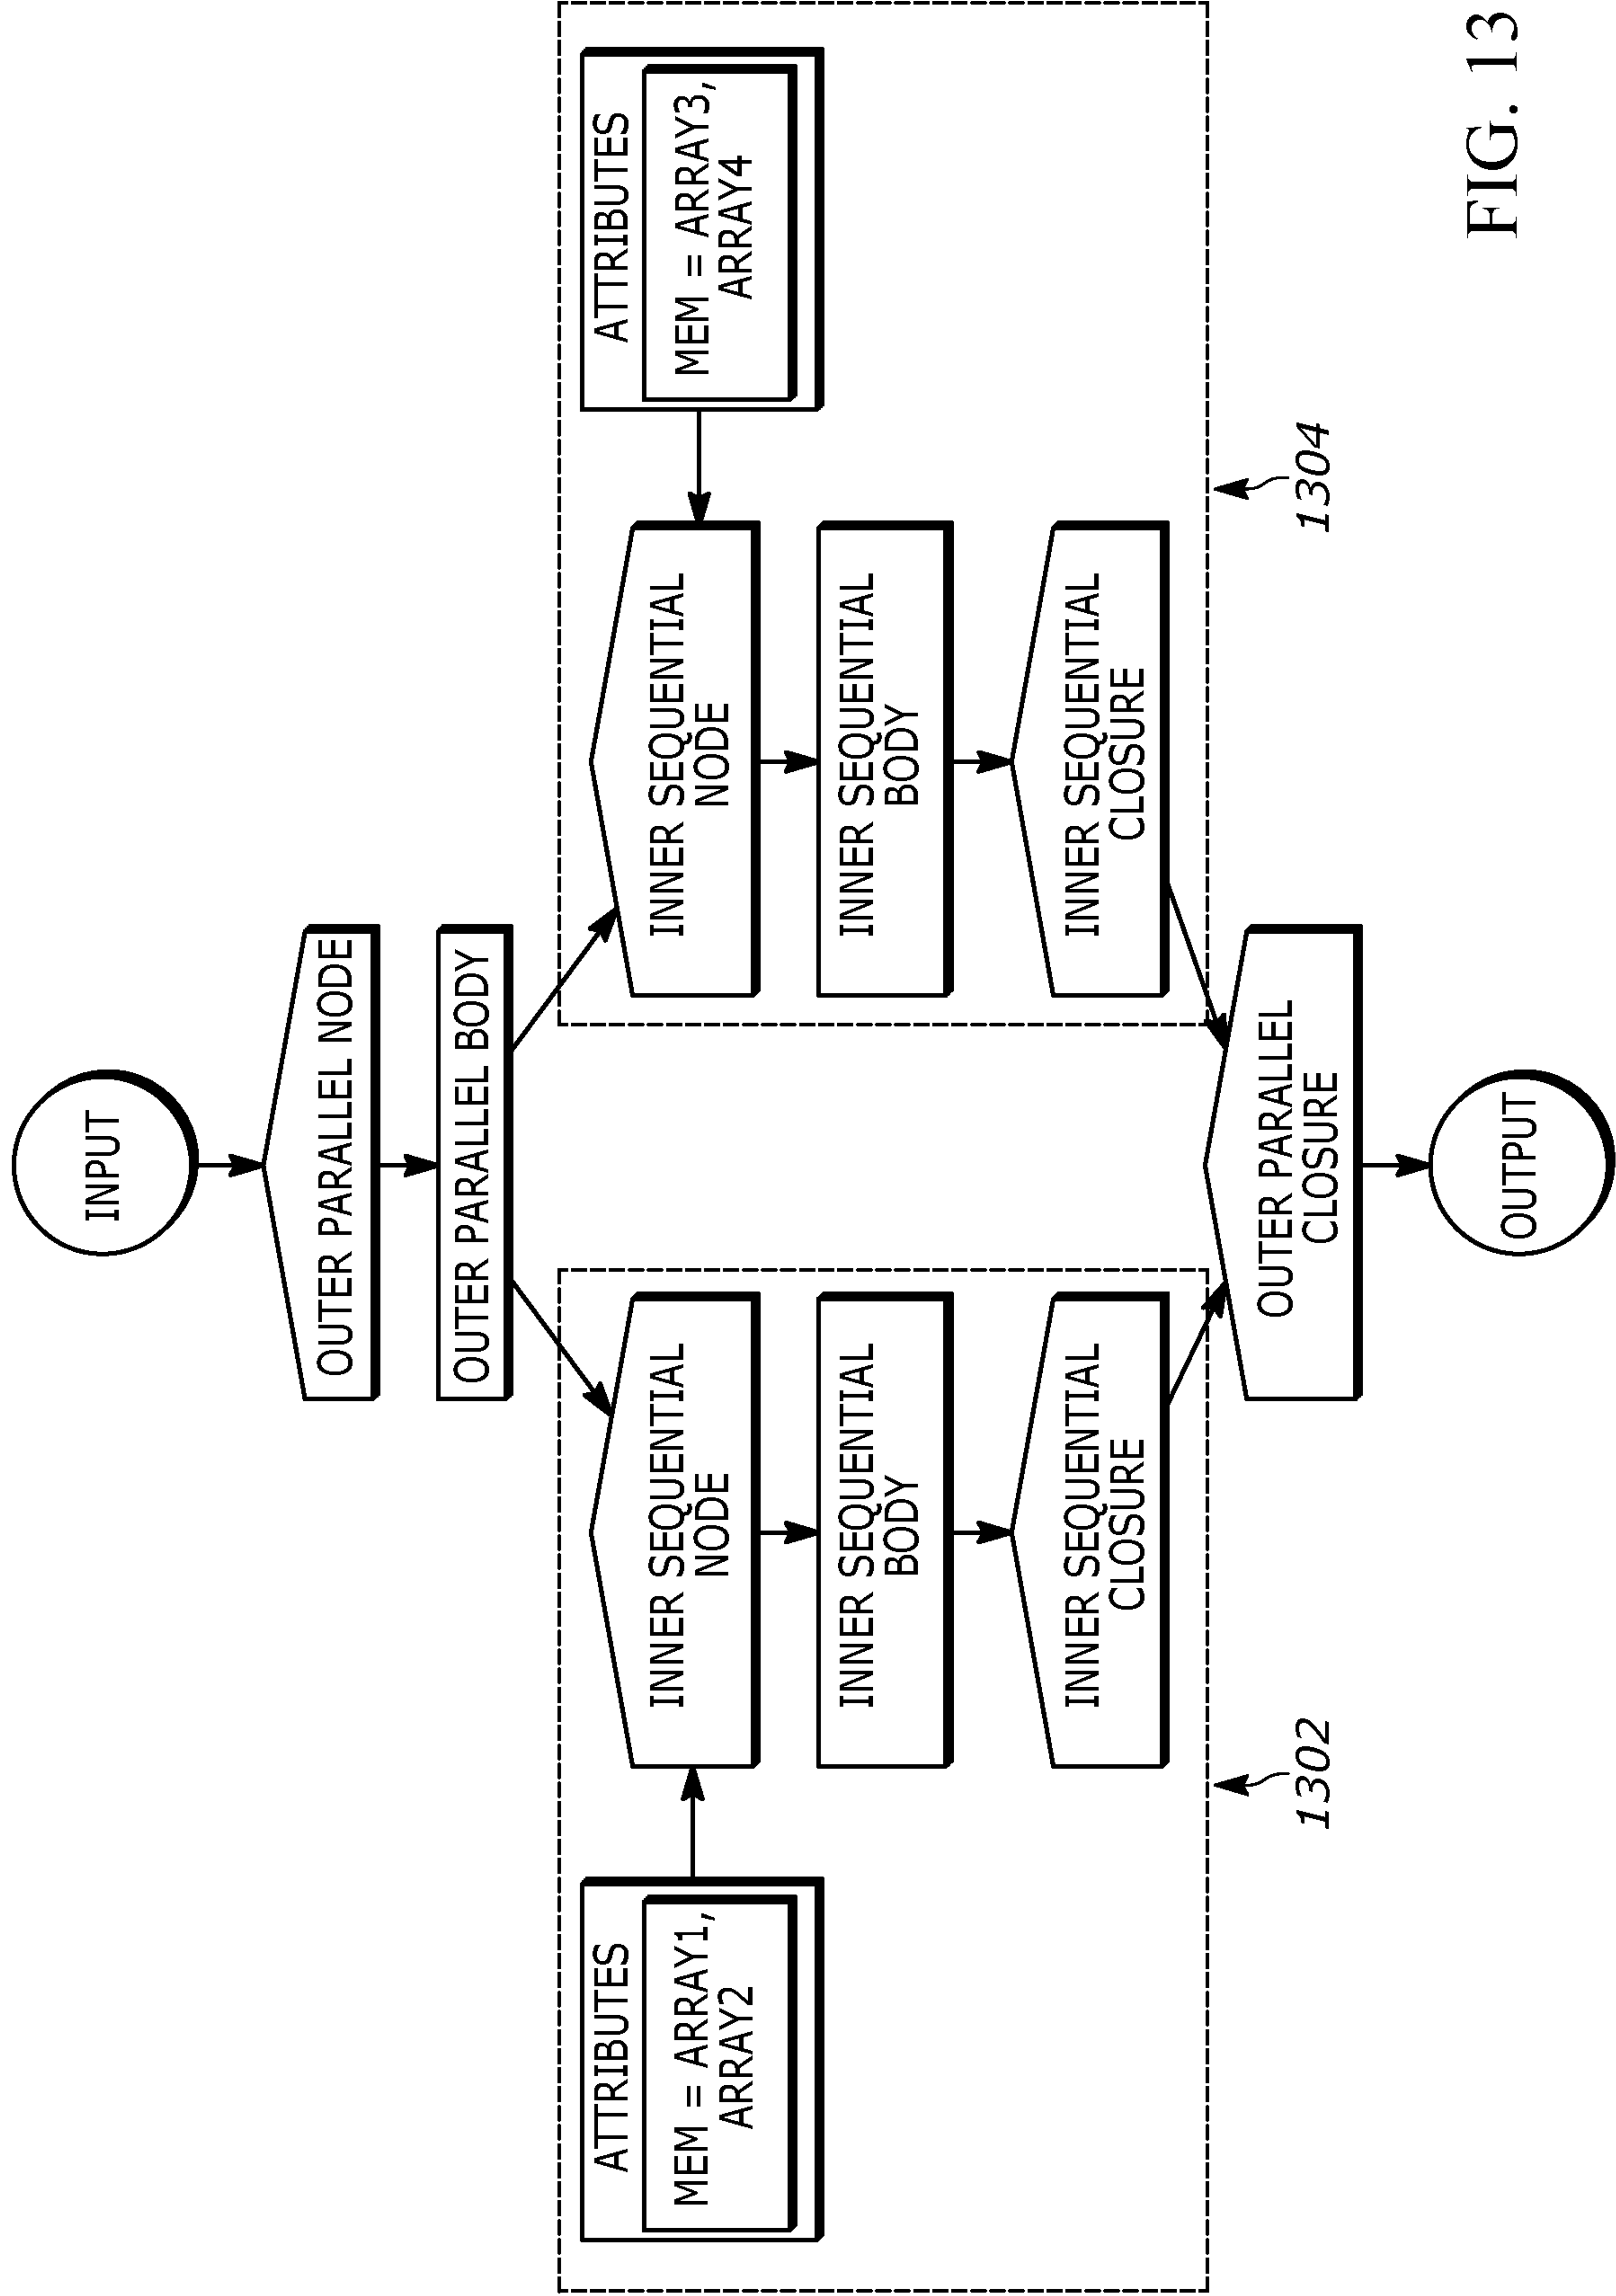 INPUT
OUTER PARALLEL NODE
OUTER PARALLEL BODY
ATTRIBUTES
MEM = ARRAY1,
ARRAY2
INNER SEQUENTIAL
NODE
INNER SEQUENTIAL
BODY
INNER SEQUENTIAL
CLOSURE
1302
ATTRIBUTES
MEM = ARRAY3,
ARRAY4
INNER SEQUENTIAL
NODE
INNER SEQUENTIAL
BODY
INNER SEQUENTIAL
CLOSURE
1304
OUTER PARALLEL
CLOSURE
OUTPUT
FIG. 13